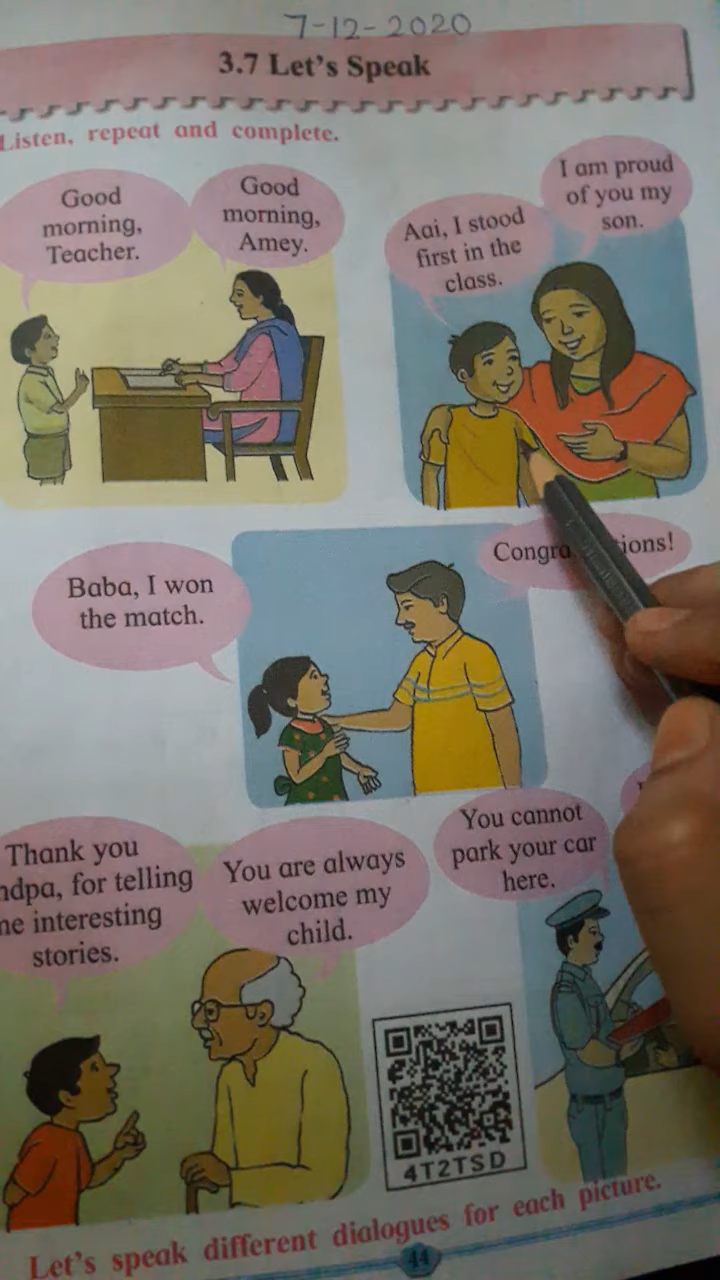 7-12-2020
3.7 Let's Speak
Listen, repeat and complete.
Good
morning,
Teacher.
Good
morning,
Amey.
Aai, I stood
first in the
class.
I am proud
of you my
son.
Baba, I won
the match.
Thank you
for telling
interesting
stories.
You are always
welcome my
child.
You cannot
park your car
here.
4T2TSD
Let's speak different dialogues for each picture.
44